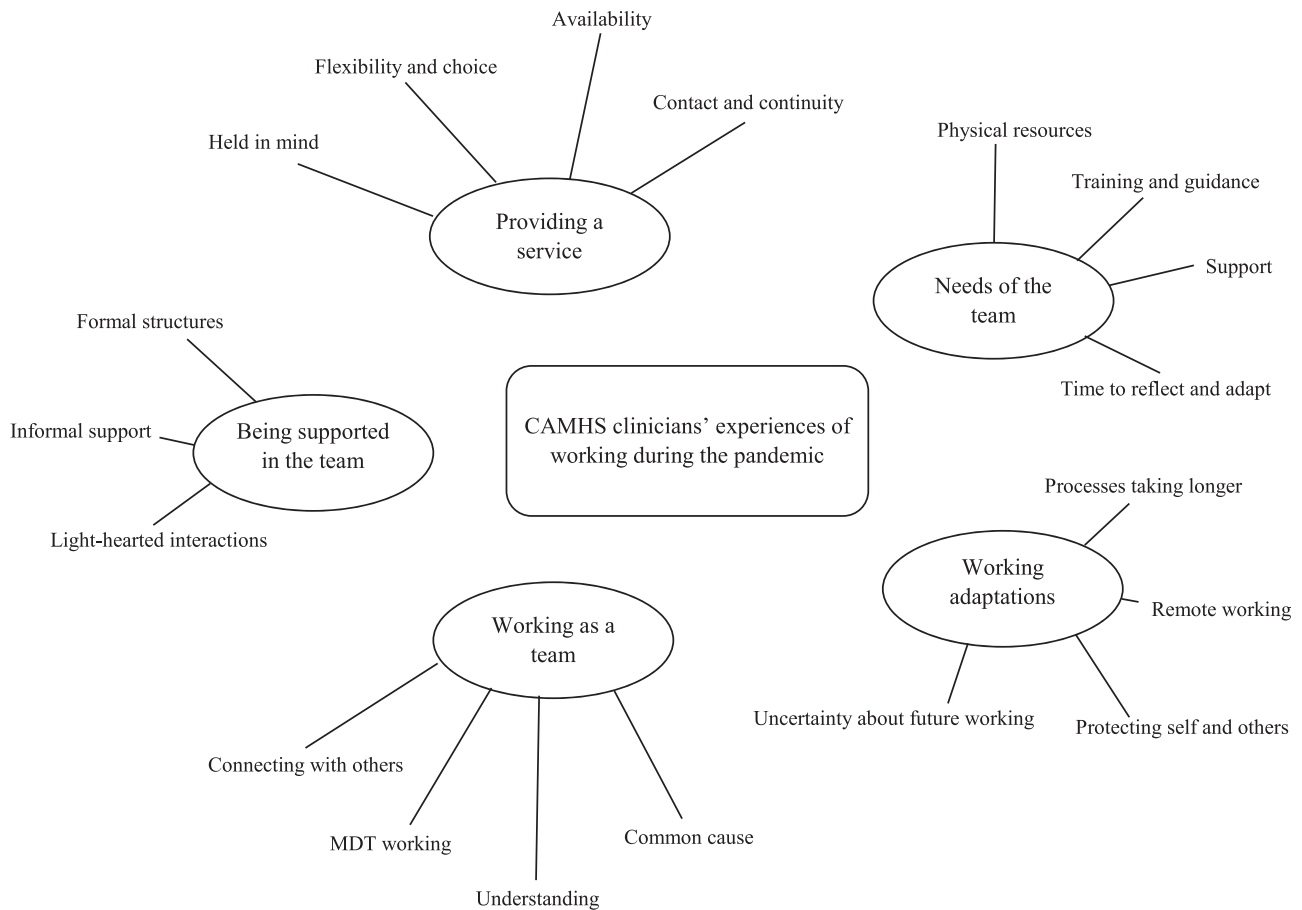 Availability
Flexibility and choice
Contact and continuity
Held in mind
Providing a
service
Physical resources
Training and guidance
Support
Needs of the
team
Time to reflect and adapt
Formal structures
Informal support
Being supported
in the team
Light-hearted interactions
CAMHS clinicians’ experiences of
working during the pandemic
Processes taking longer
Working
adaptations
Remote working
Uncertainty about future working
Protecting self and others
Working as a
team
Connecting with others
MDT working
Common cause
Understanding